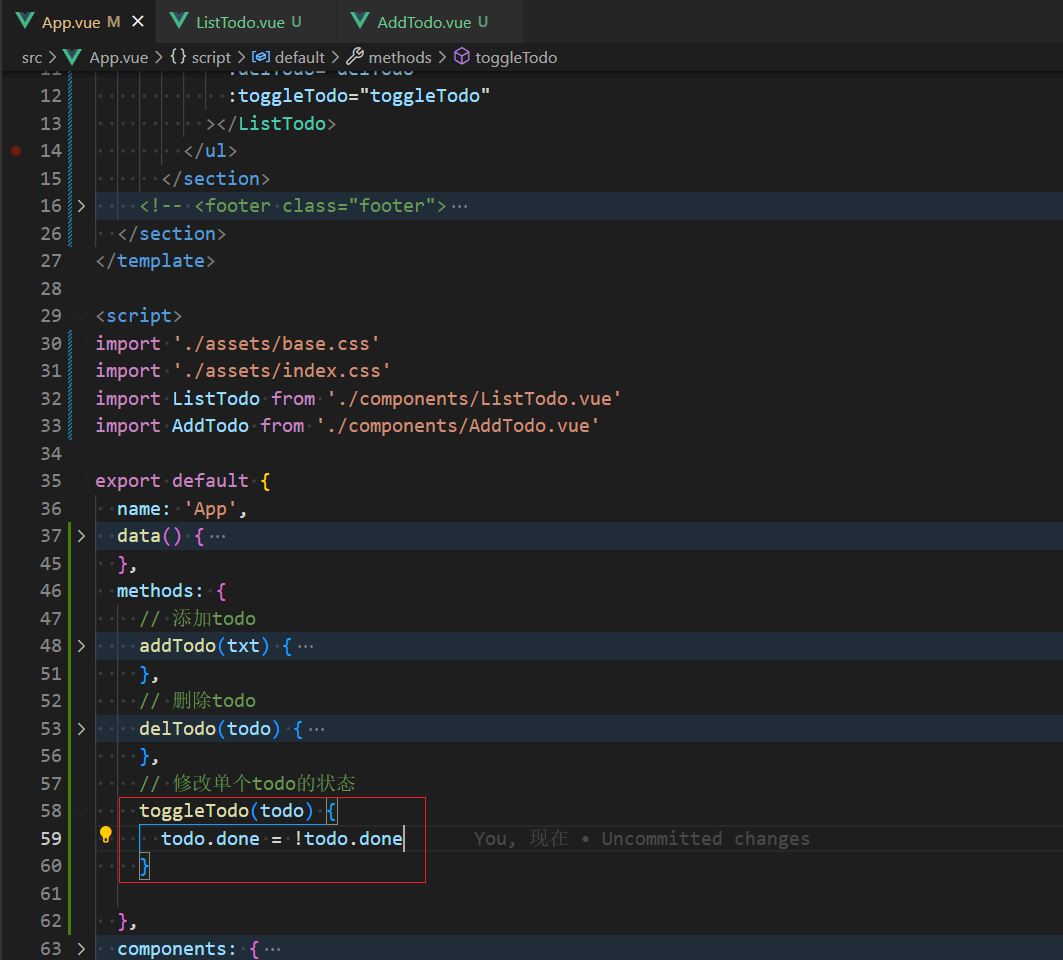 App.vue M ListTodo.vue U AddTodo.vue U
src > App.vue > {} script > default > methods > toggleTodo
11 :delTodo="delTodo"
12 :toggleTodo="toggleTodo"
13 ></ListTodo>
14 </ul>
15 </section>
16 <!-- <footer class="footer"> ···
26 </section>
27 </template>
28
29 <script>
30 import './assets/base.css'
31 import './assets/index.css'
32 import ListTodo from './components/ListTodo.vue'
33 import AddTodo from './components/AddTodo.vue'
34
35 export default {
36 name: 'App',
37 data() { ···
45 },
46 methods: {
47 // 添加todo
48 addTodo(txt) { ···
51 },
52 // 删除todo
53 delTodo(todo) { ···
56 },
57 // 修改单个todo的状态
58 toggleTodo(todo) {
59 todo.done = !todo.done You, 现在 • Uncommitted changes
60 }
61
62 },
63 components: { ···